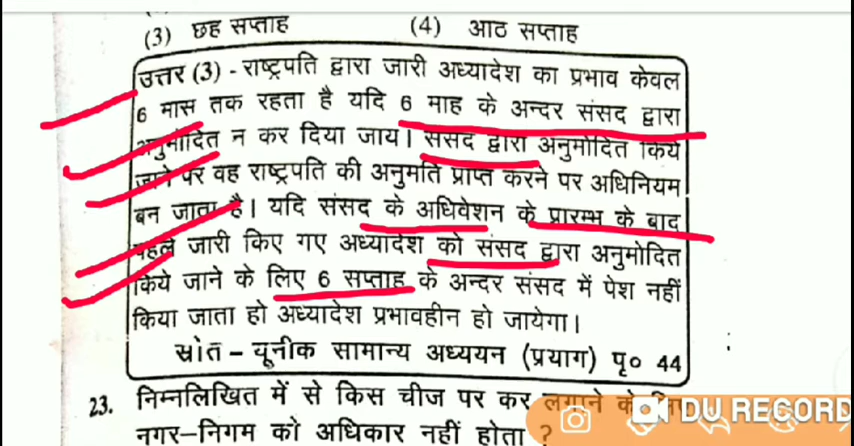 (3) छह सप्ताह (4) आठ सप्ताह
उत्तर (3) - राष्ट्रपति द्वारा जारी अध्यादेश का प्रभाव केवल
6 मास तक रहता है यदि 6 माह के अन्दर संसद द्वारा
अनुमोदित न कर दिया जाय। संसद द्वारा अनुमोदित किये
जाने पर वह राष्ट्रपति की अनुमति प्राप्त करने पर अधिनियम
बन जाता है। यदि संसद के अधिवेशन के प्रारम्भ के बाद
पहले जारी किए गए अध्यादेश को संसद द्वारा अनुमोदित
किये जाने के लिए 6 सप्ताह के अन्दर संसद में पेश नहीं
किया जाता हो अध्यादेश प्रभावहीन हो जायेगा।
स्रोत – यूनीक सामान्य अध्ययन (प्रयाग) पृ० 44
23. निम्नलिखित में से किस चीज पर कर लगाने के
नगर–निगम को अधिकार नहीं होता ?
DU RECORD